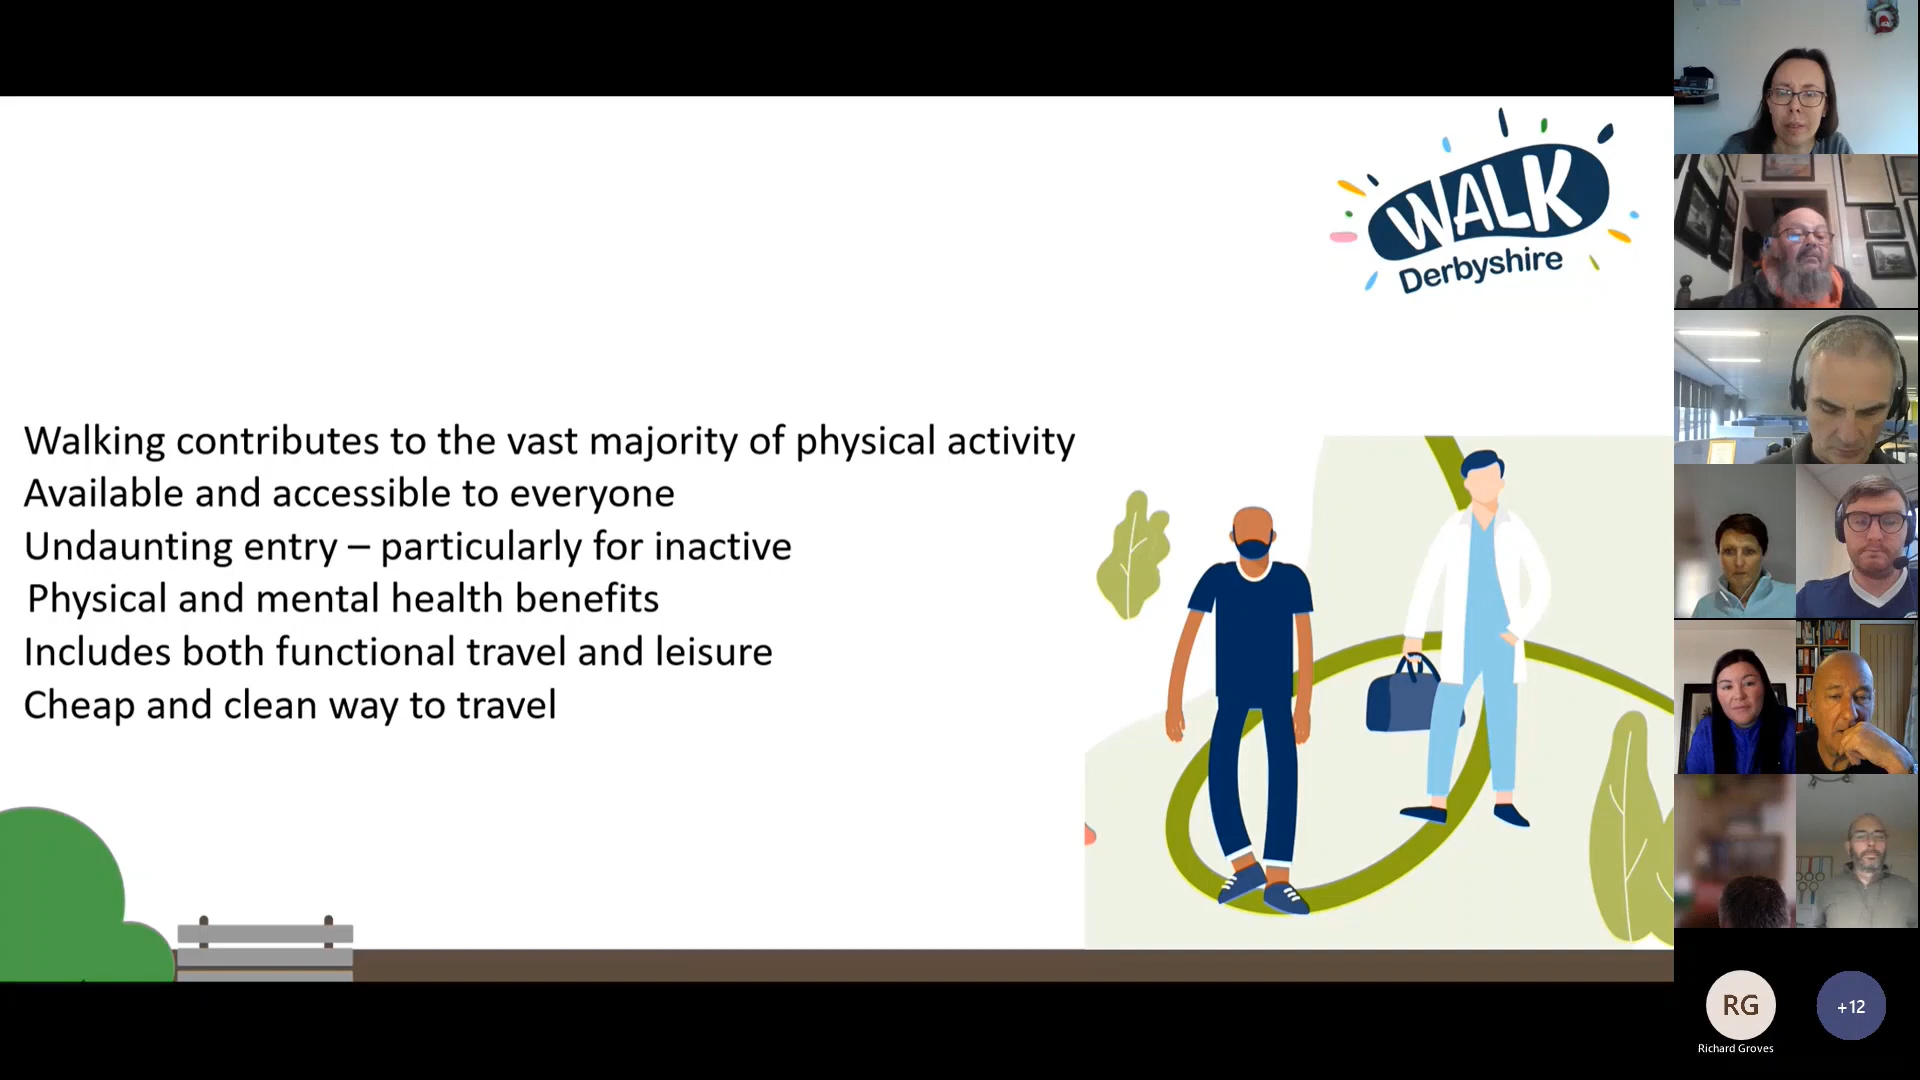 WALK
Derbyshire
Walking contributes to the vast majority of physical activity
Available and accessible to everyone
Undaunting entry – particularly for inactive
Physical and mental health benefits
Includes both functional travel and leisure
Cheap and clean way to travel
RG
+12
Richard Groves